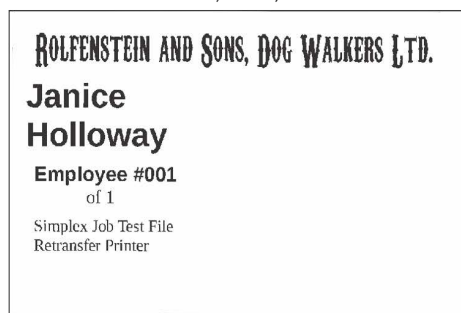 Rolfenstein and Sons, Dog Walkers Ltd.
Janice
Holloway
Employee #001
of 1
Simplex Job Test File
Retransfer Printer